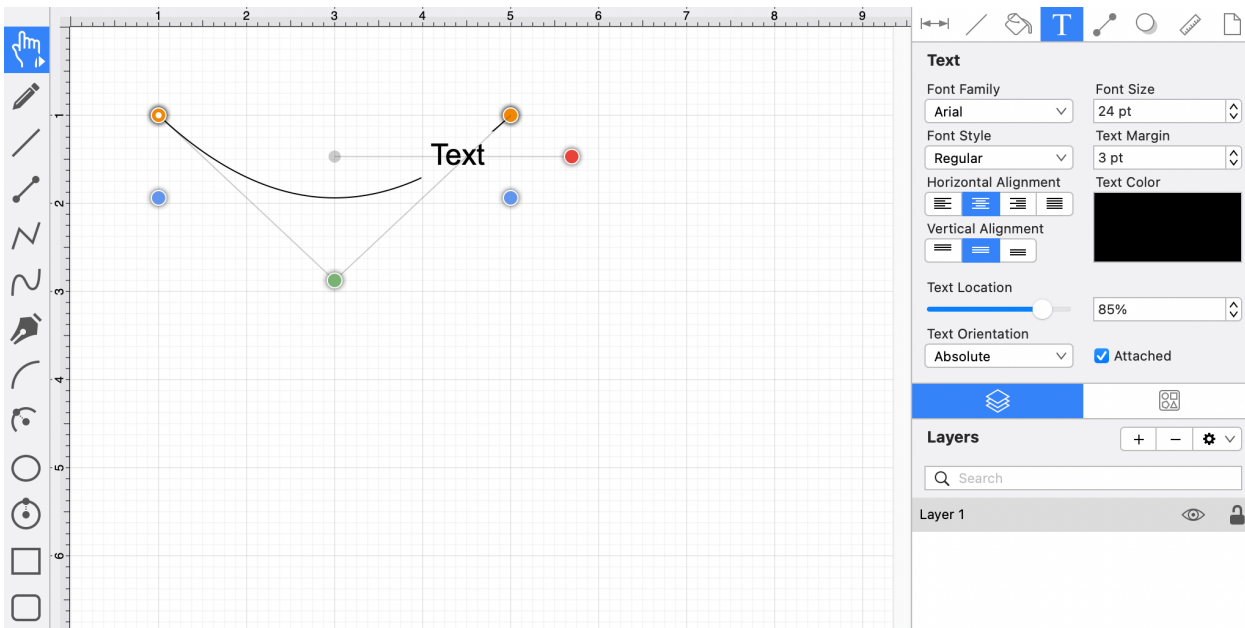 1 2 3 4 5 6 7 8 9
T
Text
Font Family
Font Size
Arial
24 pt
Font Style
Text Margin
Regular
3 pt
Horizontal Alignment
Text Color
Vertical Alignment
Text Location
85%
Text Orientation
Absolute
Attached
Layers
+ −
Search
Layer 1
1
Text
2
3
4
5
6